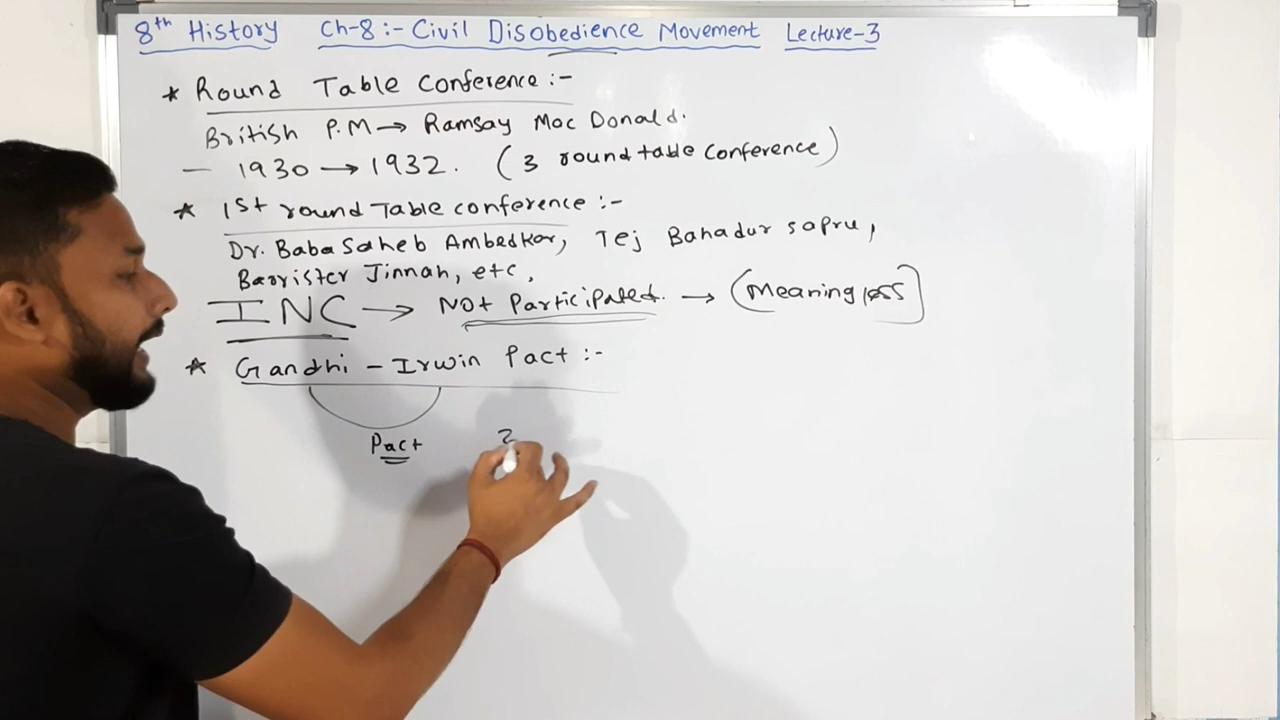 8th History Ch-8:- Civil Disobedience Movement Lecture-3
* Round Table Conference:-
British P.M → Ramsay Mac Donald.
— 1930 → 1932. (3 round table conference)
* 1st round Table conference :-
Dr. Baba Saheb Ambedkar, Tej Bahadur sapru,
Barrister Jinnah, etc,
INC → Not Participated. → (Meaningless]
* Gandhi - Irwin Pact :-
Pact 2